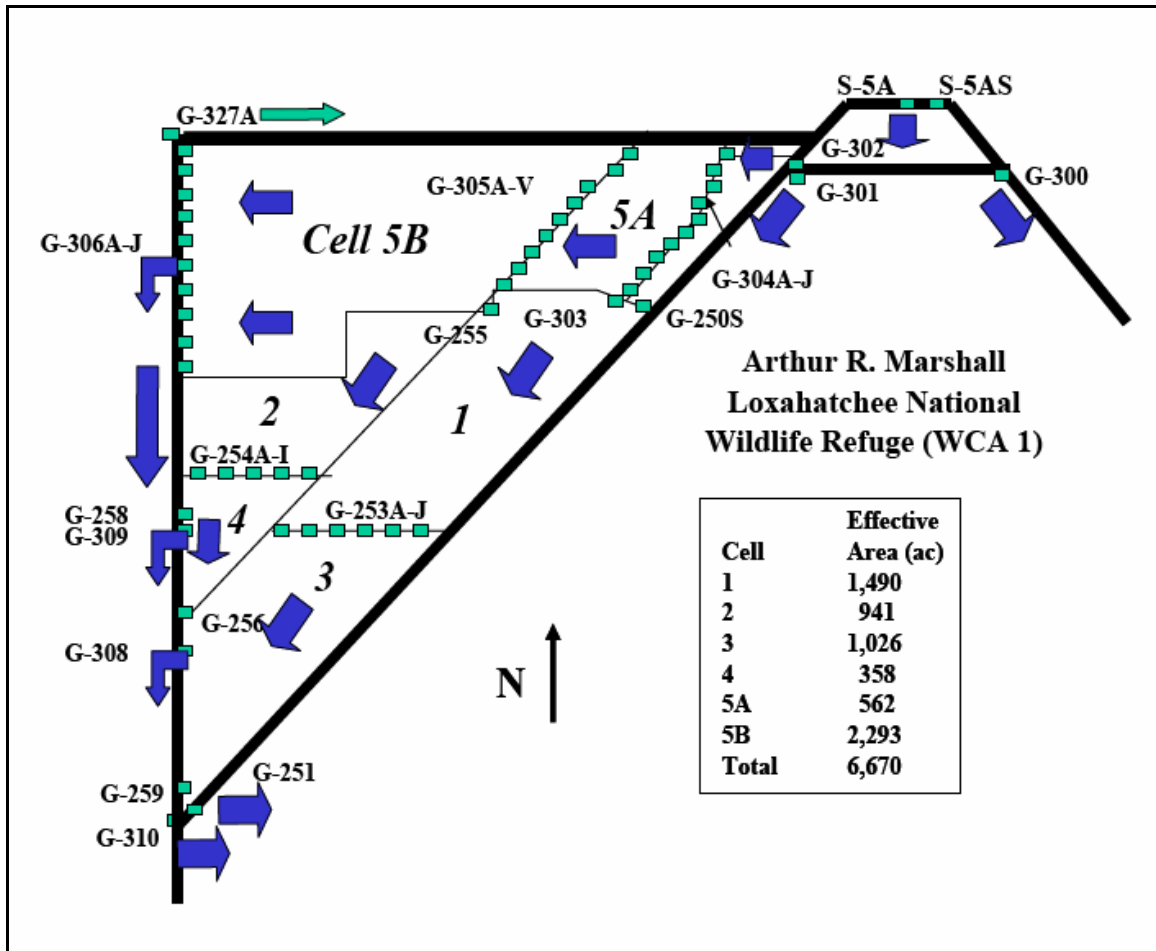 S-5A
S-5AS
G-327A
G-302
G-301
G-300
G-305A-V
5A
Cell 5B
G-306A-J
G-304A-J
G-255
G-303
G-250S
Arthur R. Marshall
Loxahatchee National
Wildlife Refuge (WCA 1)
2
1
G-254A-I
G-258
G-309
4
G-253A-J
3
G-256
G-308
N
G-251
G-259
G-310
Effective
Cell Area (ac)
1 1,490
2 941
3 1,026
4 358
5A 562
5B 2,293
Total 6,670